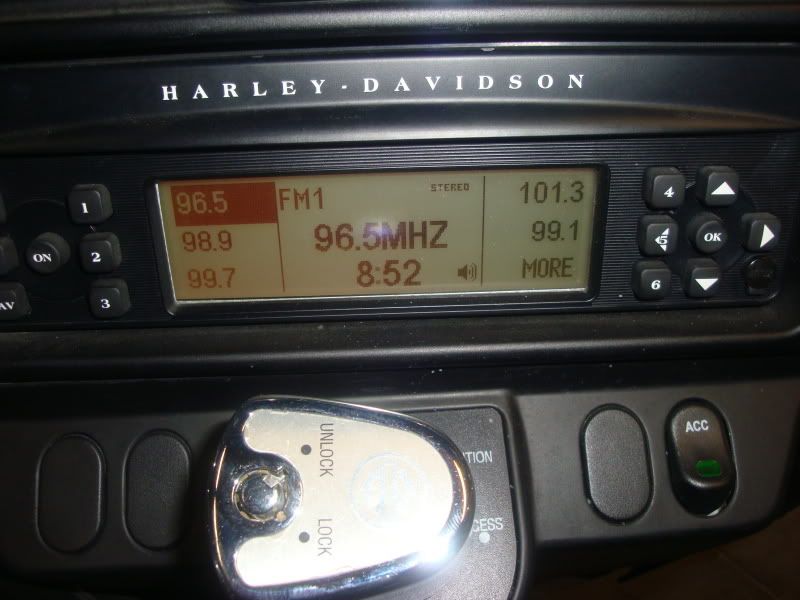 HARLEY-DAVIDSON
96.5 FM1 STEREO 101.3
98.9 96.5MHZ 99.1
99.7 8:52 MORE
1
ON 2
3
4
5 OK
6
UNLOCK
LOCK
ACC